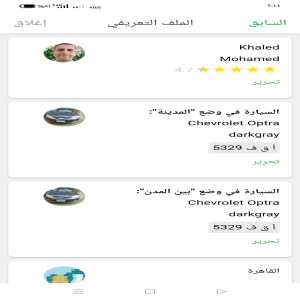 السابق
الملف التعريفي
إغلاق
Khaled
Mohamed
4.7
تحرير
السيارة في وضع "المدينة":
Chevrolet Optra
darkgray
أ ق ف 5329
تحرير
السيارة في وضع "بين المدن":
Chevrolet Optra
darkgray
أ ق ف 5329
تحرير
القاهرة